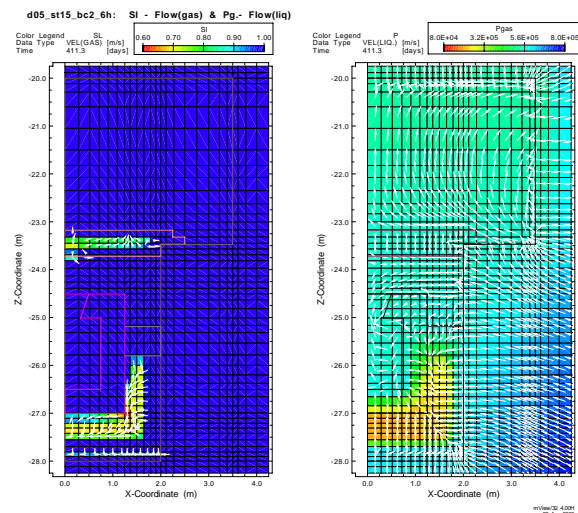 d05_st15_bc2_6h: Sl - Flow(gas) & Pg.- Flow(liq)
Color Legend SL
Data Type VEL(GAS) [m/s]
Time 411.3 [days]
Sl
0.60 0.70 0.80 0.90 1.00
Color Legend P
Data Type VEL(LIQ.) [m/s]
Time 411.3 [days]
Pgas
8.0E+04 3.2E+05 5.6E+05 8.0E+05
Z-Coordinate (m)
-20.0
-21.0
-22.0
-23.0
-24.0
-25.0
-26.0
-27.0
-28.0
0.0 1.0 2.0 3.0 4.0
X-Coordinate (m)
Z-Coordinate (m)
-20.0
-21.0
-22.0
-23.0
-24.0
-25.0
-26.0
-27.0
-28.0
0.0 1.0 2.0 3.0 4.0
X-Coordinate (m)
mView/32 4.00H